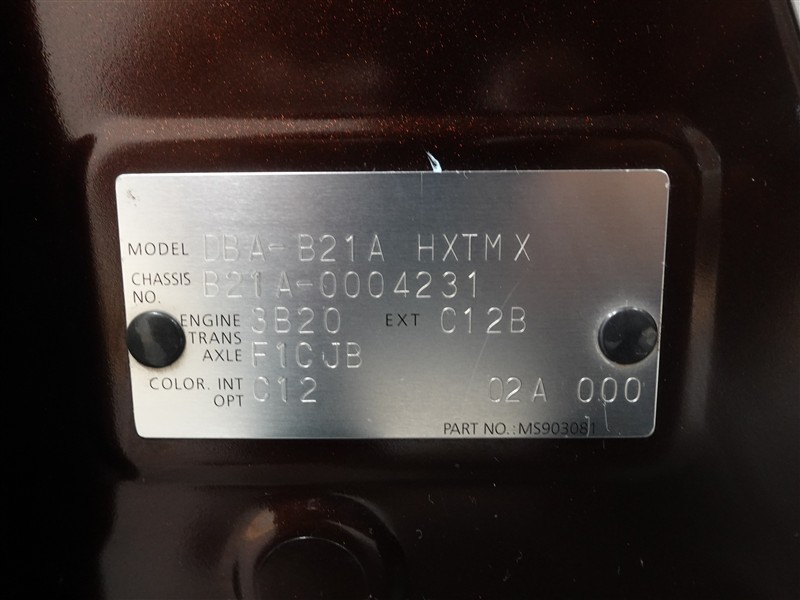 MODEL DBA-B21A HXTMX
CHASSIS NO. B21A-0004231
ENGINE 3B20 EXT C12B
TRANS AXLE F1CJB
COLOR. INT OPT C12 02A 000
PART NO.:MS903081